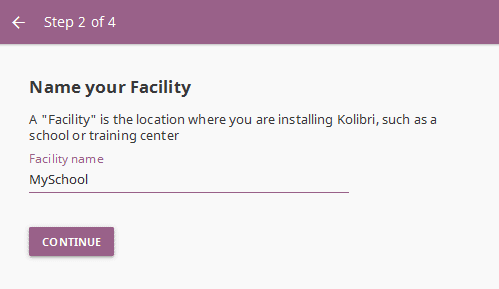 Step 2 of 4
Name your Facility
A "Facility" is the location where you are installing Kolibri, such as a
school or training center
Facility name
MySchool
CONTINUE